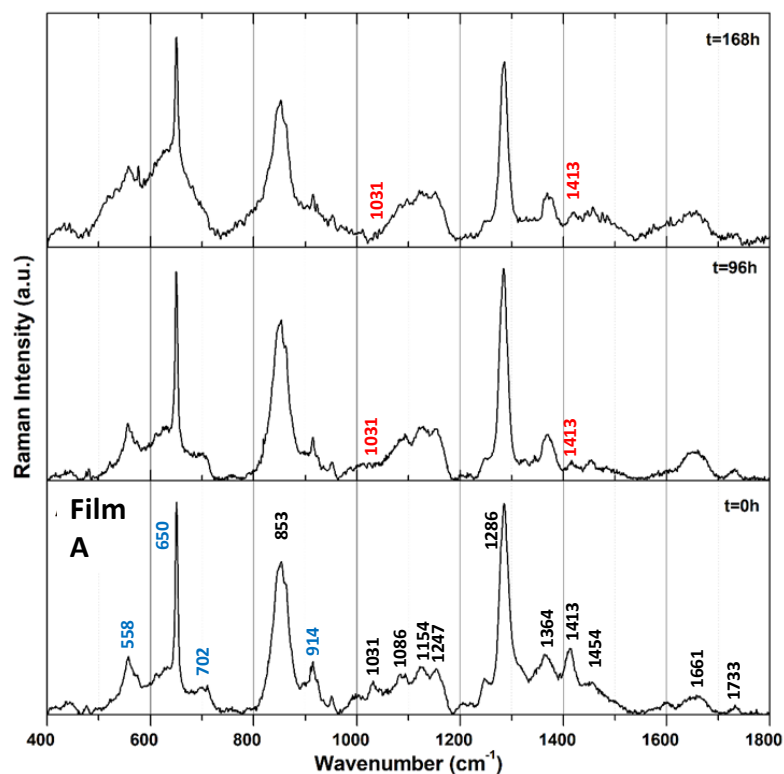 t=168h
1031
1413
t=96h
1031
1413
Raman Intensity (a.u.)
Film
A
t=0h
558
650
702
853
914
1031
1086
1154
1247
1286
1364
1413
1454
1661
1733
400 600 800 1000 1200 1400 1600 1800
Wavenumber (cm⁻¹)